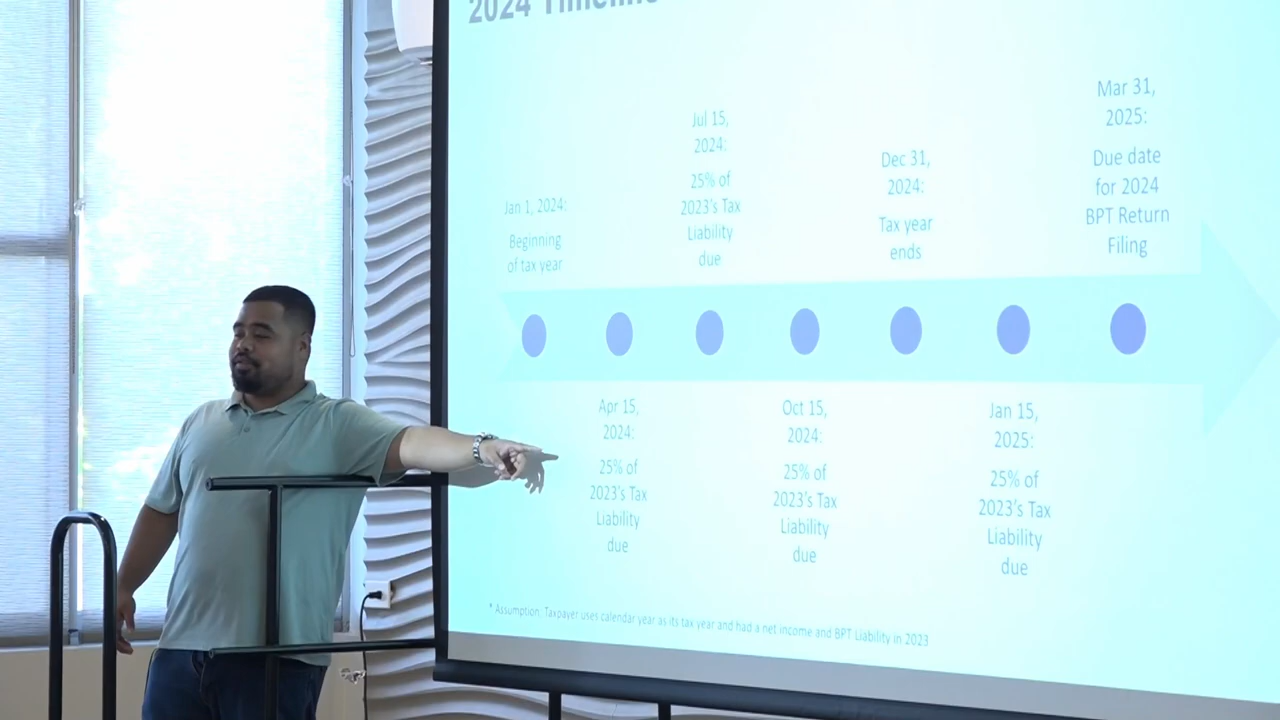 2024 Timeline
Jan 1, 2024:
Beginning
of tax year
Apr 15,
2024:
25% of
2023's Tax
Liability
due
Jul 15,
2024:
25% of
2023's Tax
Liability
due
Oct 15,
2024:
25% of
2023's Tax
Liability
due
Dec 31,
2024:
Tax year
ends
Jan 15,
2025:
25% of
2023's Tax
Liability
due
Mar 31,
2025:
Due date
for 2024
BPT Return
Filing
* Assumption: Taxpayer uses calendar year as its tax year and had a net income and BPT Liability in 2023